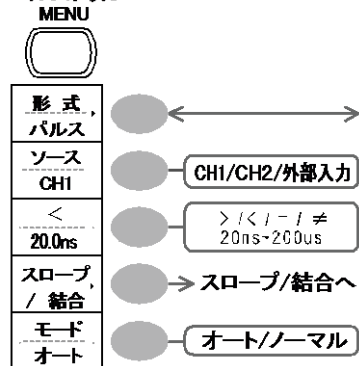 MENU
形 式
パルス
ソース
CH1
CH1/CH2/外部入力
<
20.0ns
> / < / = / ≠
20ns~200us
スロープ
/ 結合
スロープ/結合へ
モード
オート
オート/ノーマル